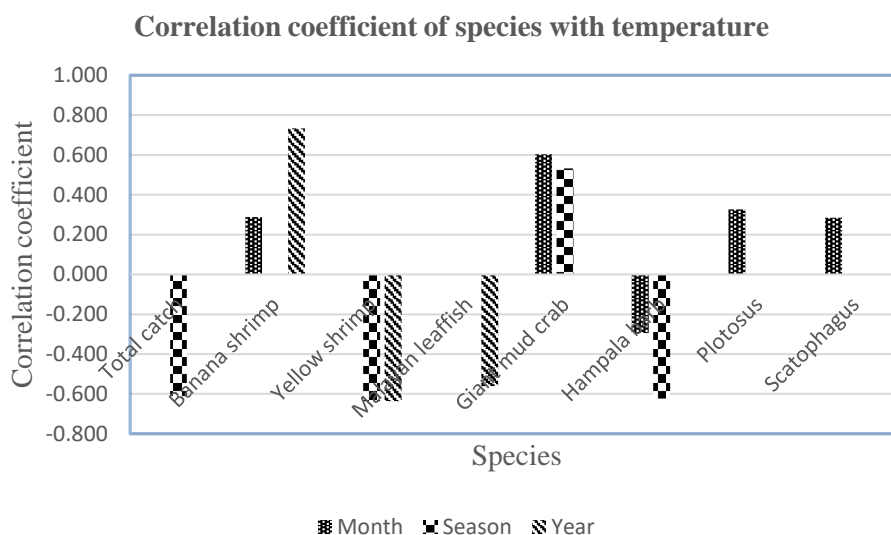 Correlation coefficient of species with temperature
1.000
0.800
0.600
0.400
0.200
0.000
-0.200
-0.400
-0.600
-0.800
Correlation coefficient
Total catch
Banana shrimp
Yellow shrimp
Malayan leaffish
Giant mud crab
Hampala barb
Plotosus
Scatophagus
Species
Month Season Year